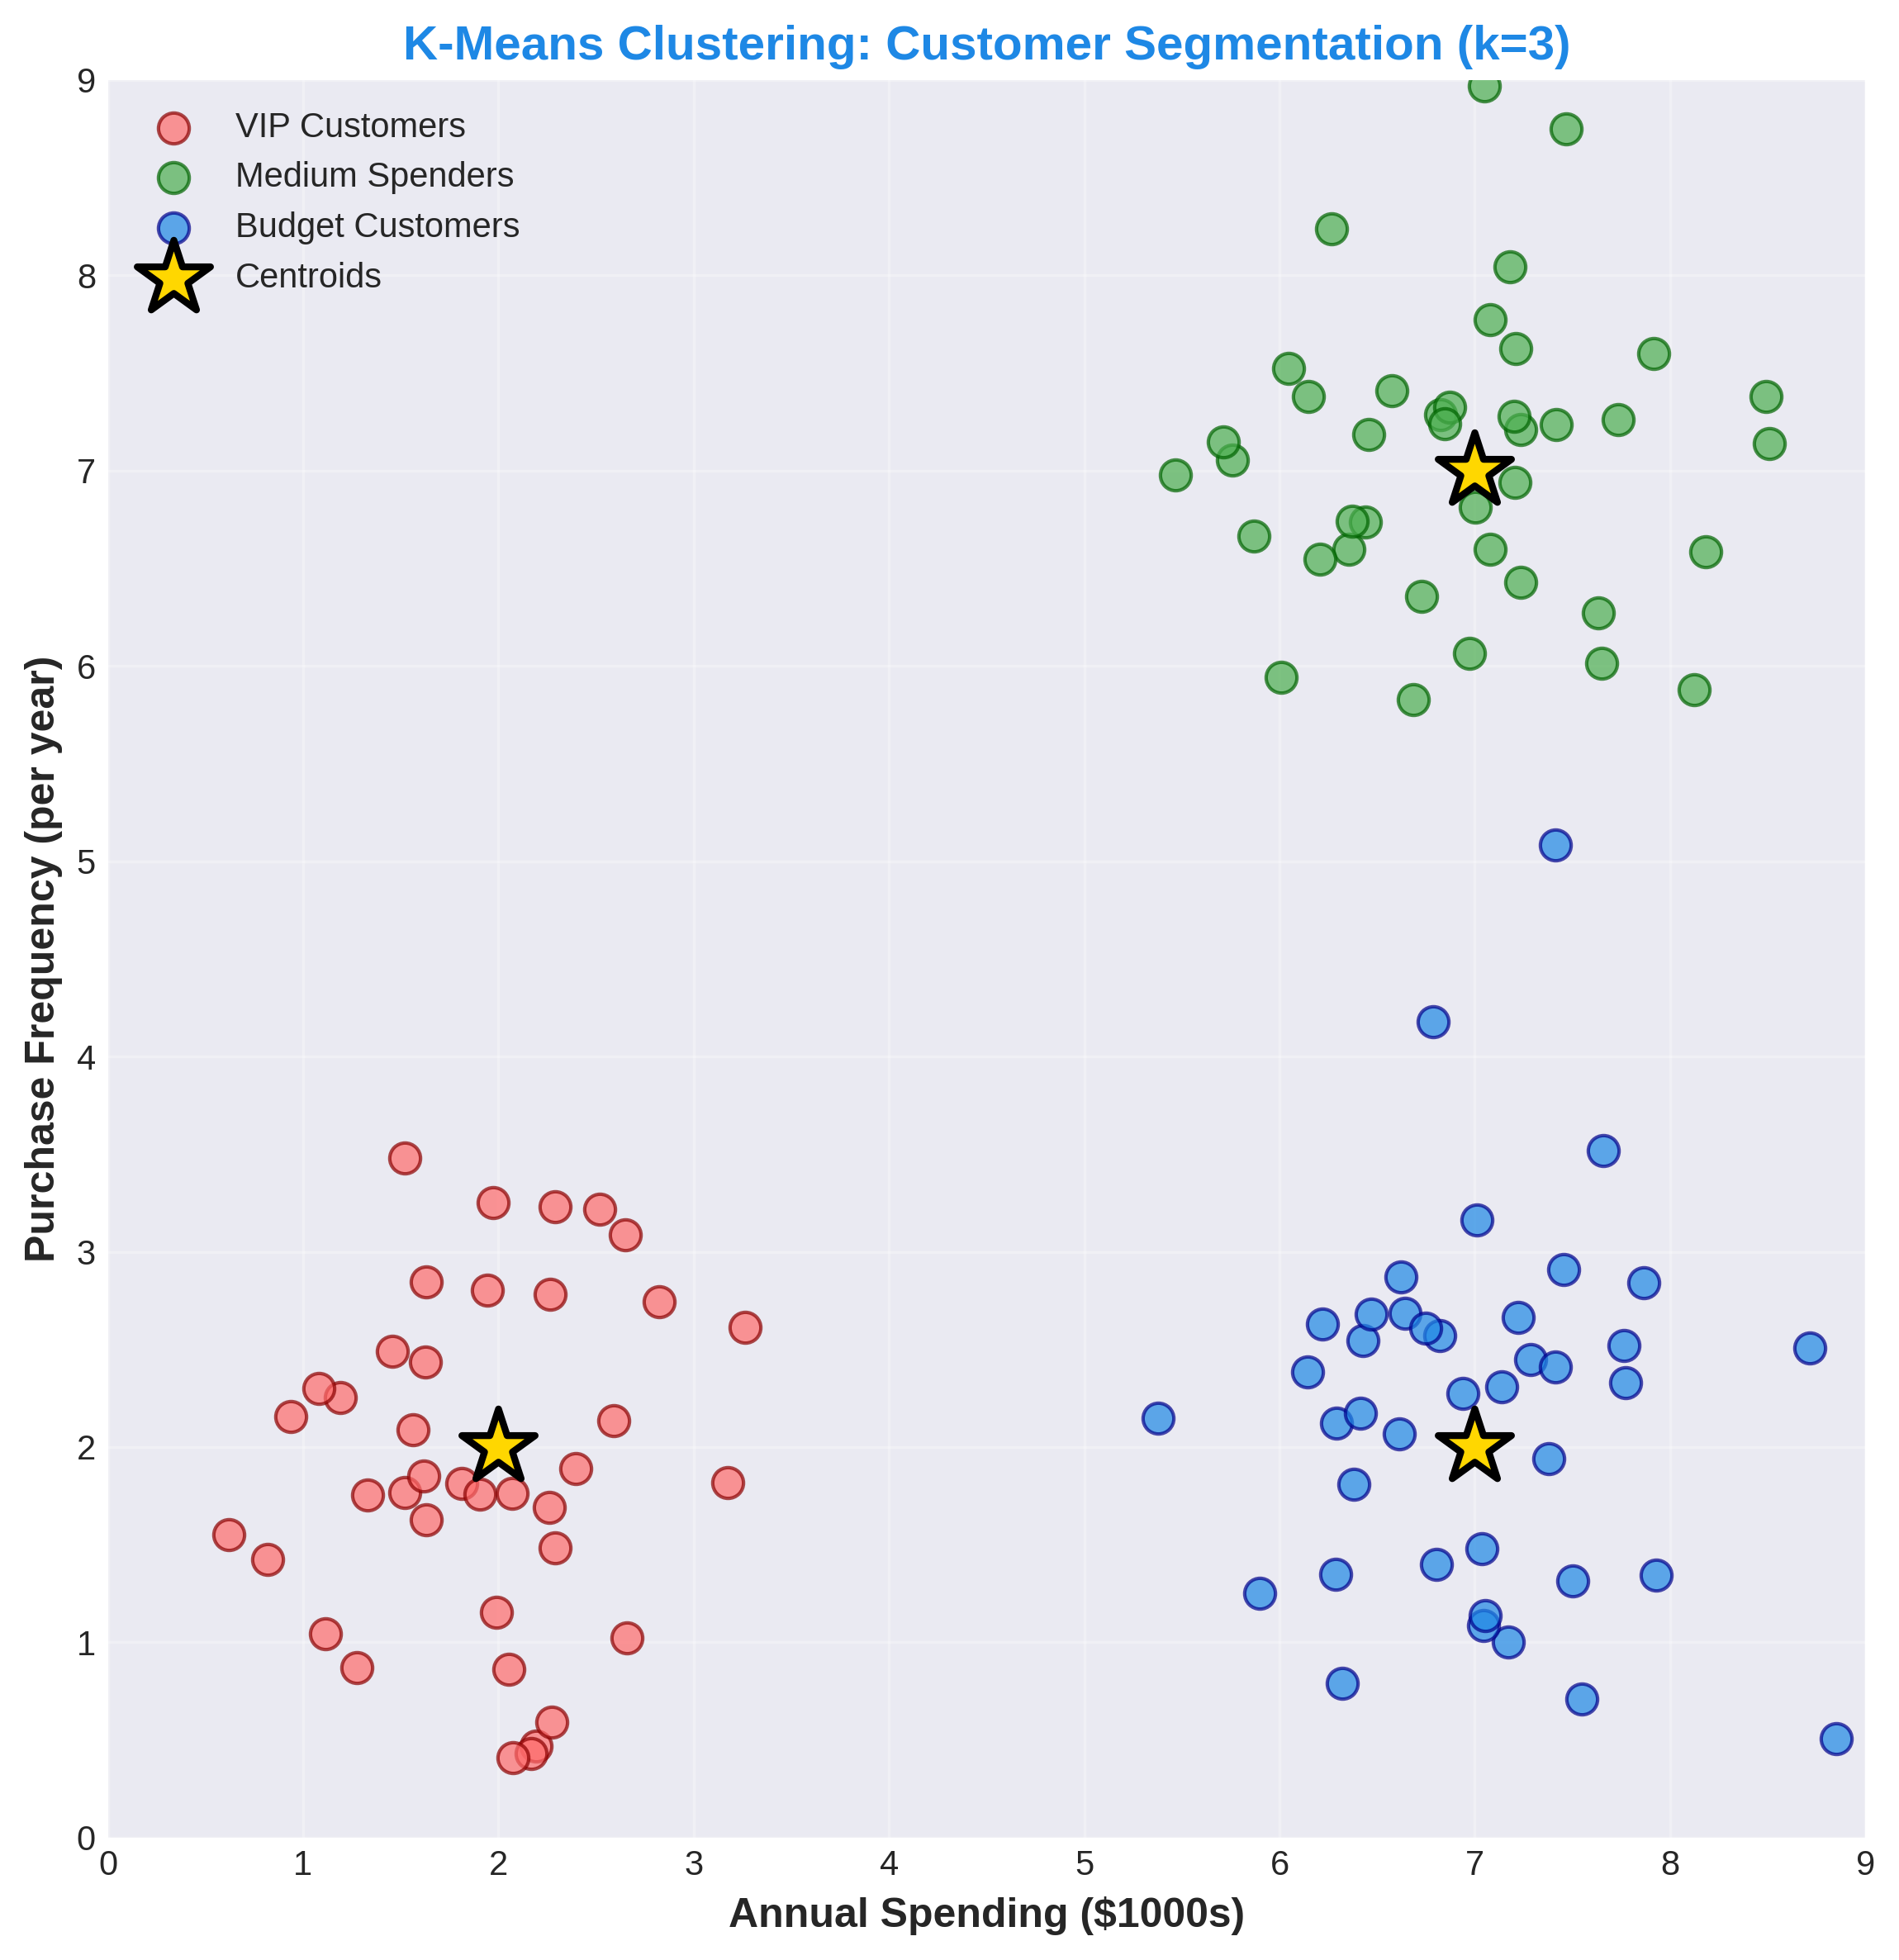 K-Means Clustering: Customer Segmentation (k=3)
VIP Customers
Medium Spenders
Budget Customers
Centroids
Purchase Frequency (per year)
9
8
7
6
5
4
3
2
1
0
0 1 2 3 4 5 6 7 8 9
Annual Spending ($1000s)